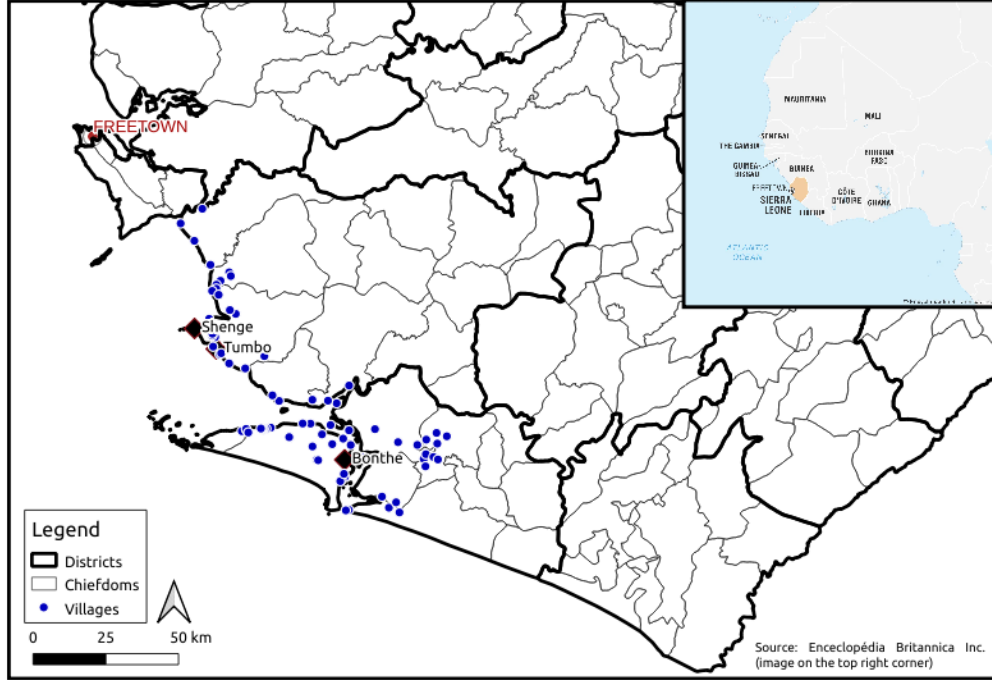 MAURITANIA
MALI
SENEGAL
THE GAMBIA
BURKINA
FASO
GUINEA-
BISSAU
GUINEA
FREETOWN
SIERRA
LEONE
CÔTE
D'IVOIRE
GHANA
LIBERIA
ATLANTIC
OCEAN
FREETOWN
Shenge
Tumbo
Bonthe
Legend
Districts
Chiefdoms
Villages
0 25 50 km
Source: Enceclopédia Britannica Inc.
(image on the top right corner)